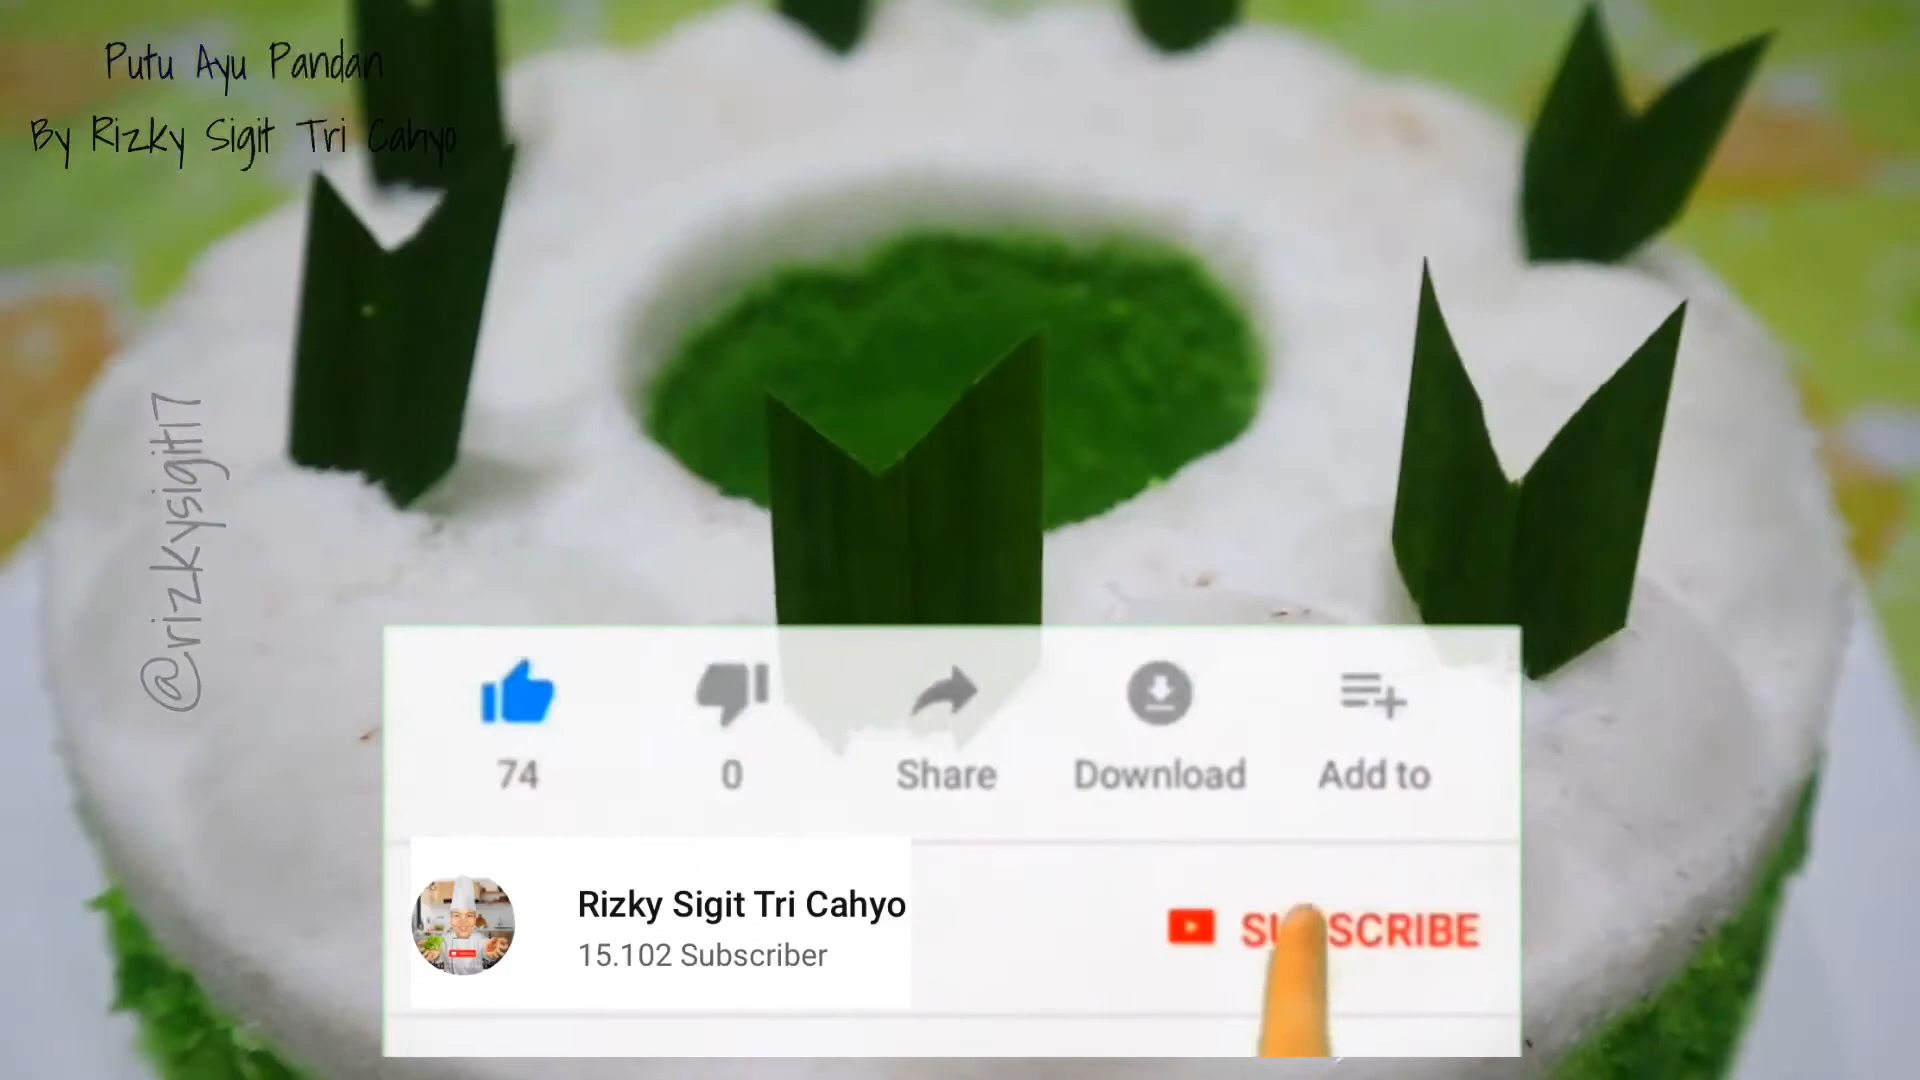 Putu Ayu Pandan
By Rizky Sigit Tri Cahyo
@rizkysigit17
74
0
Share
Download
Add to
Rizky Sigit Tri Cahyo
15.102 Subscriber
SUBSCRIBE